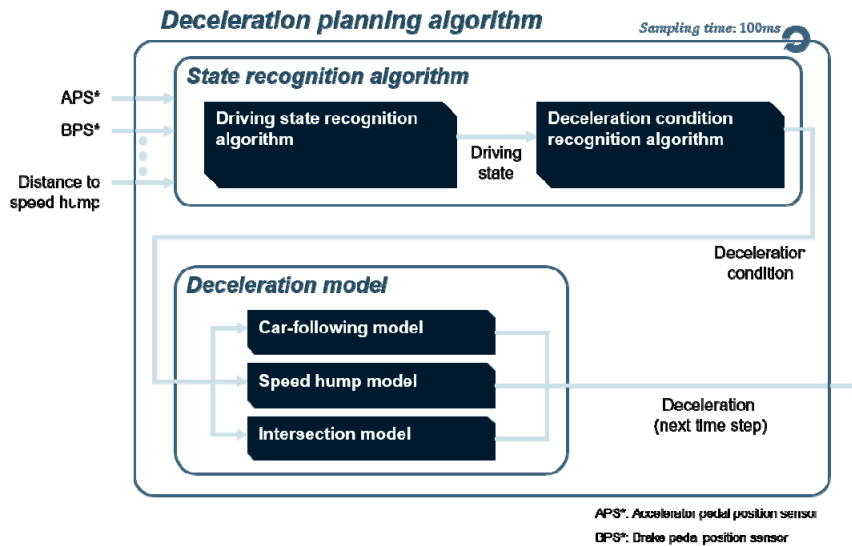 Deceleration planning algorithm
Sampling time: 100ms
State recognition algorithm
APS*
BPS*
Distance to
speed hump
Driving state recognition
algorithm
Driving
state
Deceleration condition
recognition algorithm
Deceleration
condition
Deceleration model
Car-following model
Speed hump model
Intersection model
Deceleration
(next time step)
APS*: Accelerator pedal position sensor
BPS*: Brake pedal position sensor